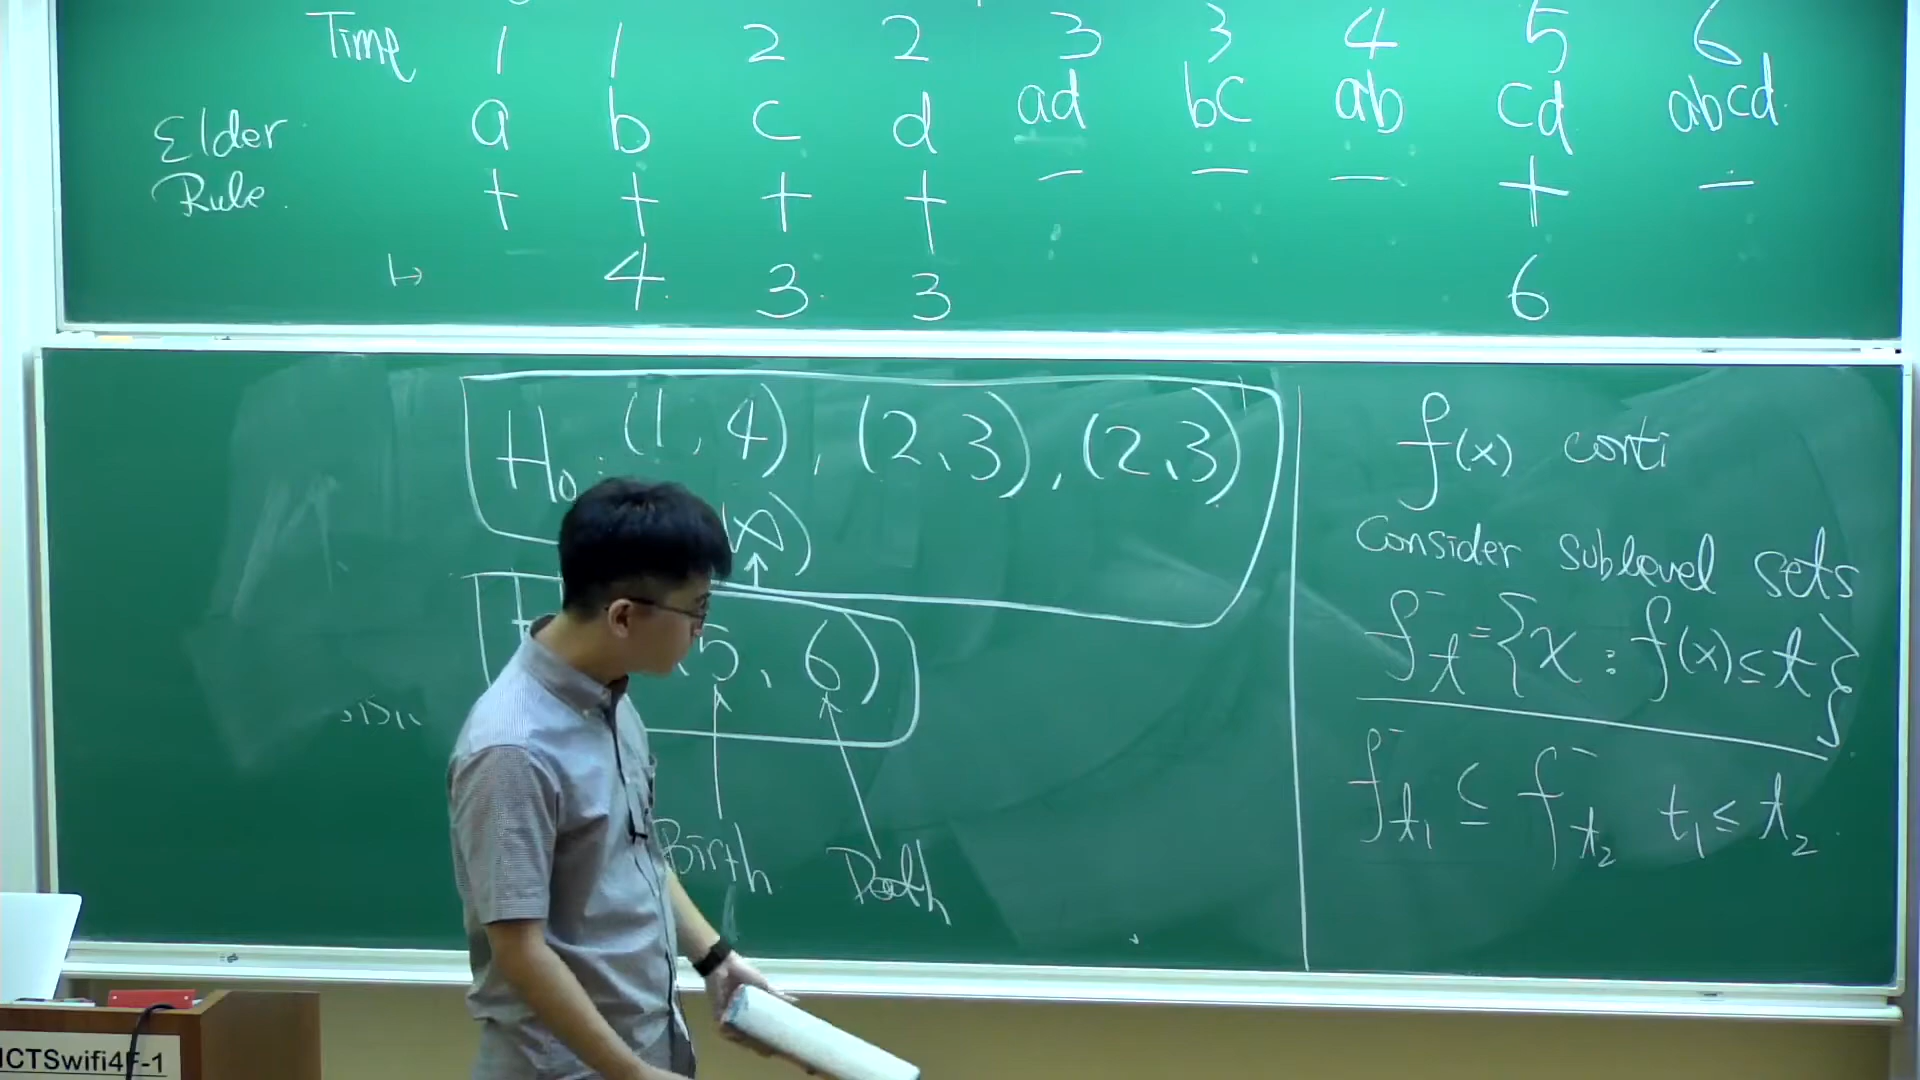 Time 1 1 2 2 3 3 4 5 6
a b c d ad bc ab cd abcd
Elder
Rule.
+ + + + − − − + −
↦ 4. 3. 3 6
H₀: (1, 4), (2, 3), (2, 3)
∞)
5, 6)
Birth Death
f(x) conti
Consider sublevel sets
f⁻ₜ = {x : f(x) ≤ t}
f⁻ₜ₁ ⊆ f⁻ₜ₂ t₁ ≤ t₂.
ICTSwifi4F-1